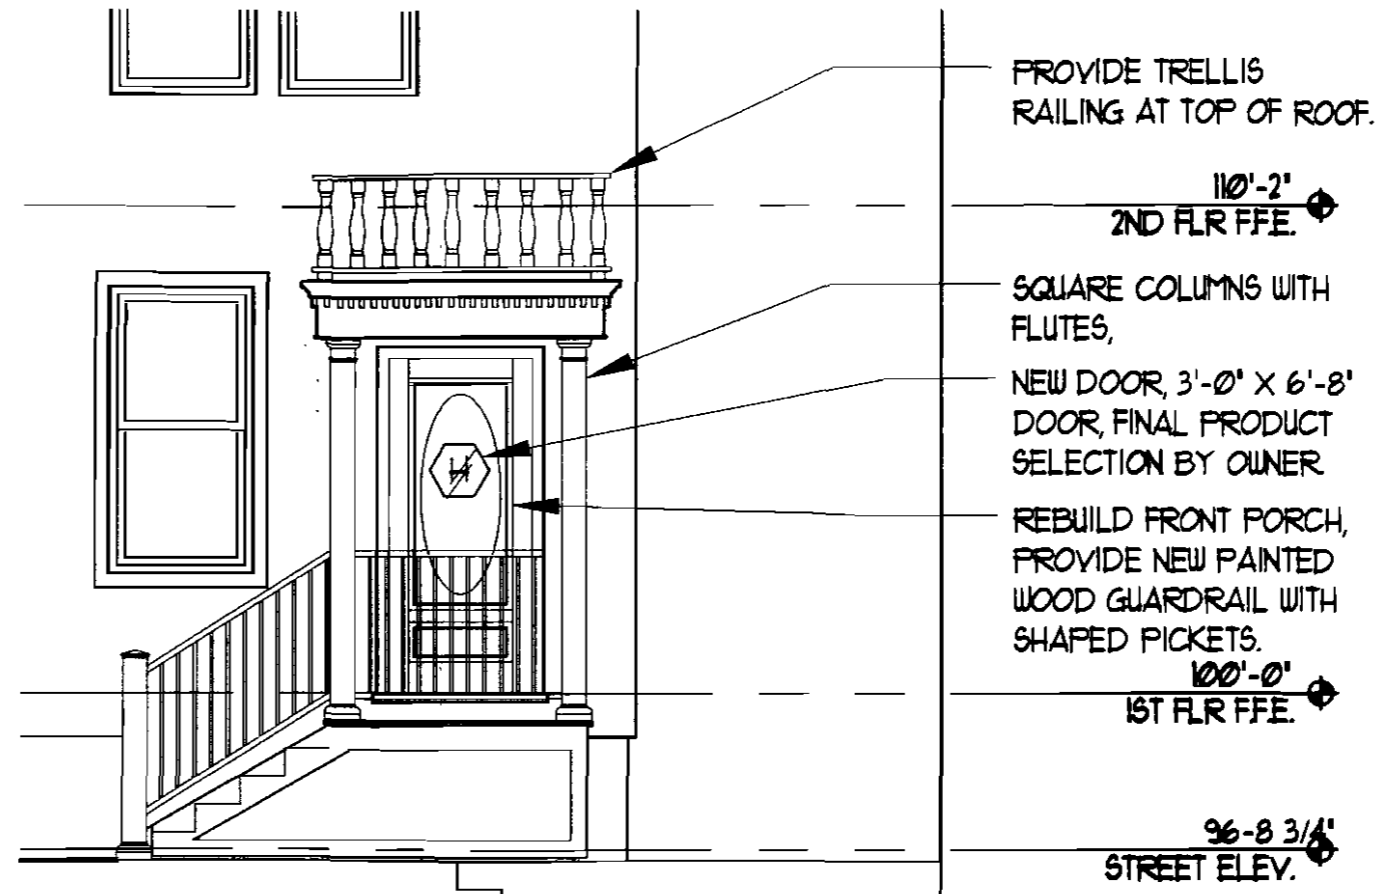 PROVIDE TRELLIS
RAILING AT TOP OF ROOF.
110'-2"
2ND FLR F.F.E.
SQUARE COLUMNS WITH
FLUTES,
NEW DOOR, 3'-0" X 6'-8"
DOOR, FINAL PRODUCT
SELECTION BY OWNER
REBUILD FRONT PORCH,
PROVIDE NEW PAINTED
WOOD GUARDRAIL WITH
SHAPED PICKETS.
100'-0"
1ST FLR F.F.E.
96-8 3/4"
STREET ELEV.